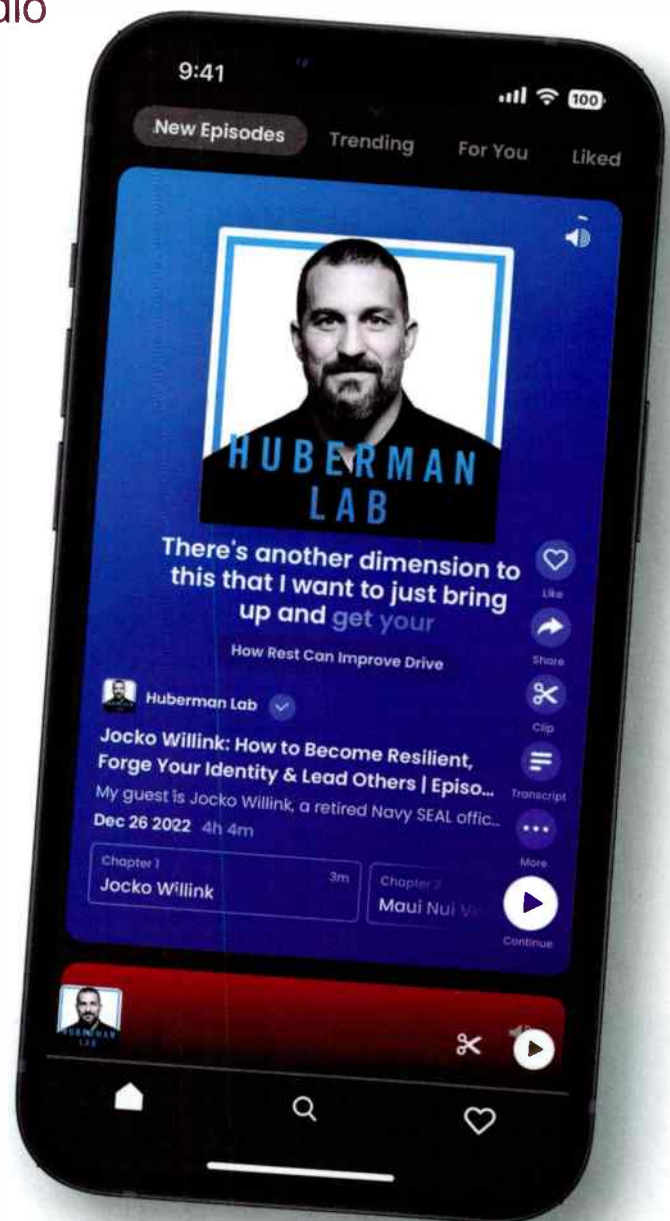 9:41
100
New Episodes Trending For You Liked
HUBERMAN
LAB
There's another dimension to
this that I want to just bring
up and get your
How Rest Can Improve Drive
Like
Share
Clip
Transcript
More
Continue
Huberman Lab
Jocko Willink: How to Become Resilient,
Forge Your Identity & Lead Others | Episo...
My guest is Jocko Willink, a retired Navy SEAL offic...
Dec 26 2022 4h 4m
Chapter 1 3m
Jocko Willink
Chapter 2
Maui Nui
HUBERMAN
LAB